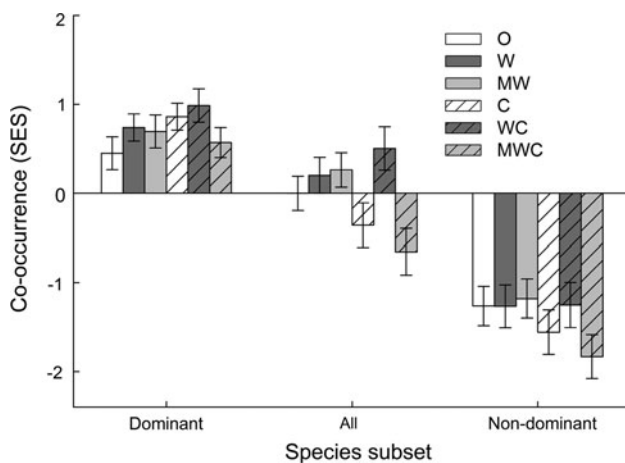 2
1
0
-1
-2
Co-occurrence (SES)
O
W
MW
C
WC
MWC
Dominant
All
Non-dominant
Species subset